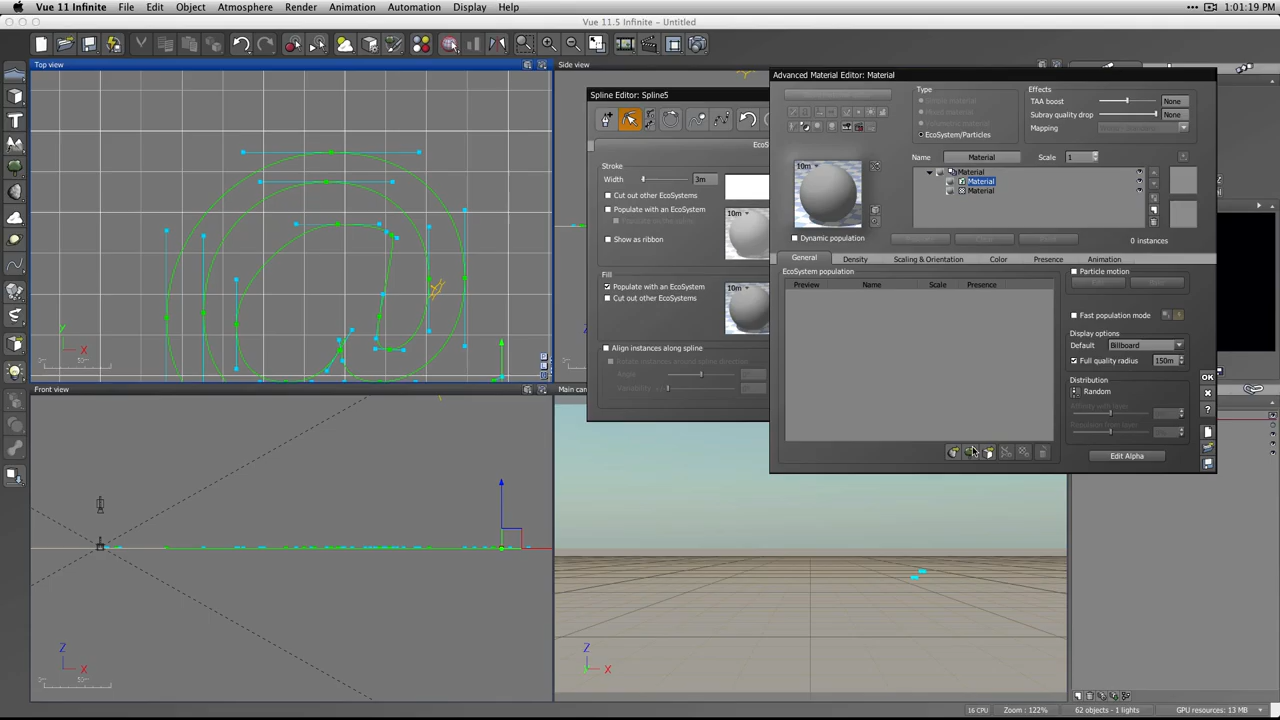 Vue 11 Infinite File Edit Object Atmosphere Render Animation Automation Display Help 1:01:19 PM
Vue 11.5 Infinite - Untitled
Top view
Side view
Spline Editor: Spline5
Stroke
Width 3m
Cut out other EcoSystems
Populate with an EcoSystem
10m
Show as ribbon
Fill
Populate with an EcoSystem
10m
Cut out other EcoSystems
Align instances along spline
Angle
Variability
Advanced Material Editor: Material
Type
Effects
TAA boost None
Subray quality drop None
Mapping
EcoSystem/Particles
10m
Name Material Scale 1
Material
Material
Material
Dynamic population
0 instances
General Density Scaling & Orientation Color Presence Animation
EcoSystem population
Preview Name Scale Presence
Particle motion
Fast population mode
Display options
Default Billboard
Full quality radius 150m
Distribution
Random
Edit Alpha
OK
Y
X
Front view
Main cam
Z
X
Z
Y
X
16 CPU Zoom : 122% 62 objects - 1 lights GPU resources: 13 MB